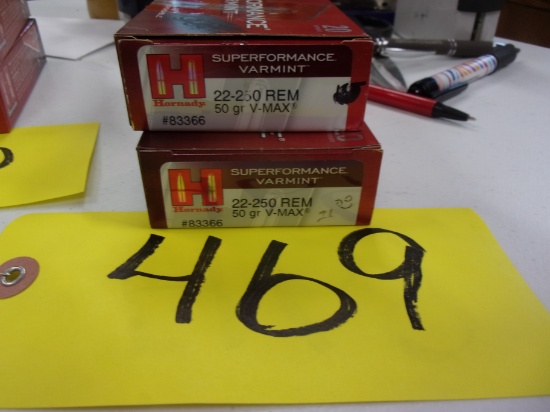 SUPERFORMANCE
VARMINT
H
Hornady
22-250 REM
50 gr V-MAX®
#83366
SUPERFORMANCE
VARMINT
H
Hornady
22-250 REM
50 gr V-MAX®
#83366
469